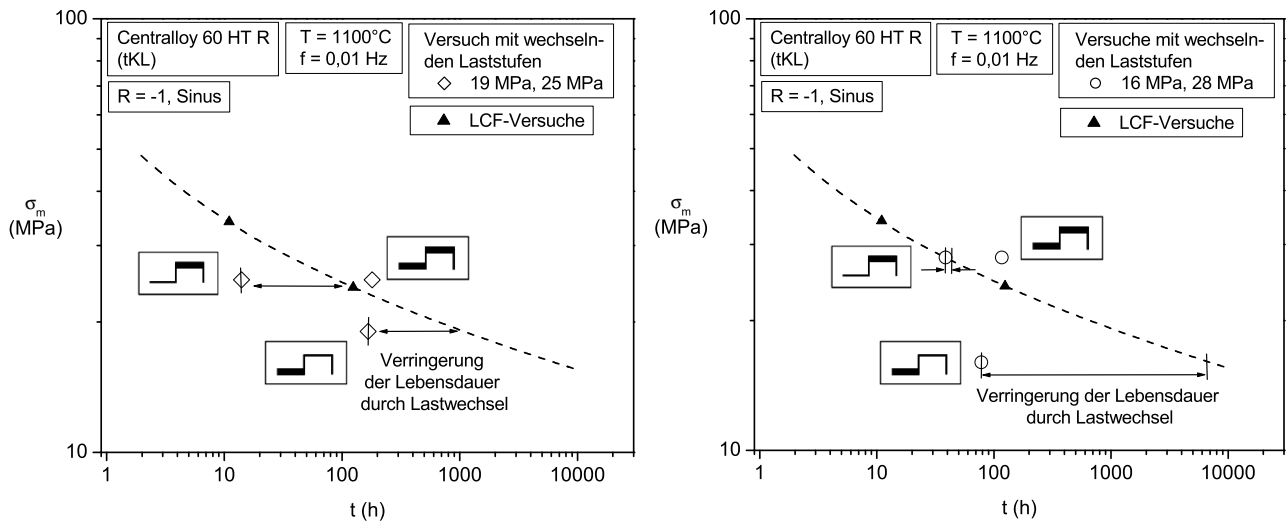 100
Centralloy 60 HT R
(tKL)
T = 1100°C
f = 0,01 Hz
Versuch mit wechseln-
den Laststufen
19 MPa, 25 MPa
R = -1, Sinus
LCF-Versuche
σm
(MPa)
Verringerung
der Lebensdauer
durch Lastwechsel
10
1
10
100
1000
10000
t (h)
100
Centralloy 60 HT R
(tKL)
T = 1100°C
f = 0,01 Hz
Versuche mit wechseln-
den Laststufen
16 MPa, 28 MPa
R = -1, Sinus
LCF-Versuche
σm
(MPa)
Verringerung der Lebensdauer
durch Lastwechsel
10
1
10
100
1000
10000
t (h)